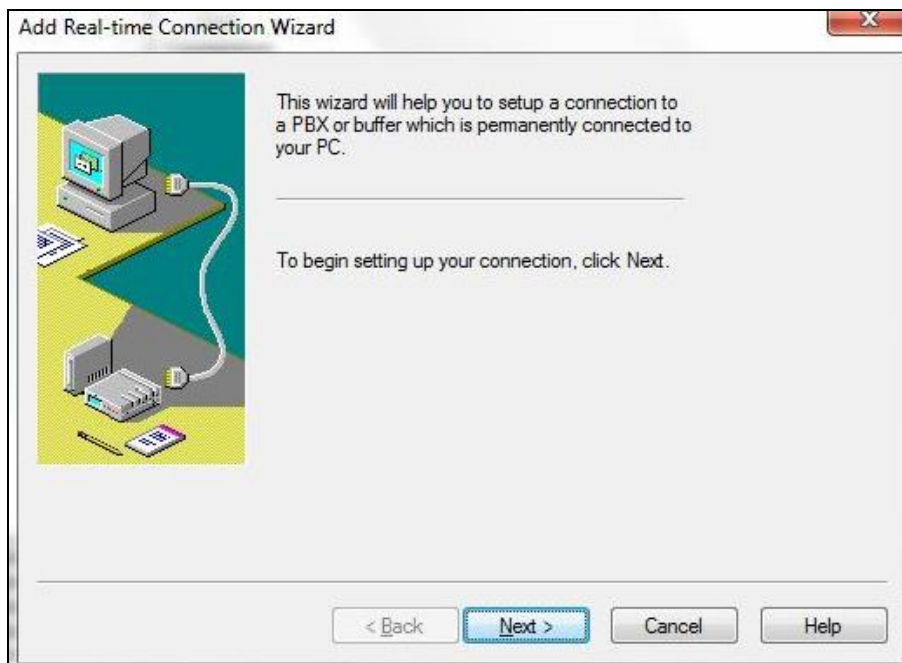 Add Real-time Connection Wizard
This wizard will help you to setup a connection to
a PBX or buffer which is permanently connected to
your PC.
To begin setting up your connection, click Next.
< Back
Next >
Cancel
Help